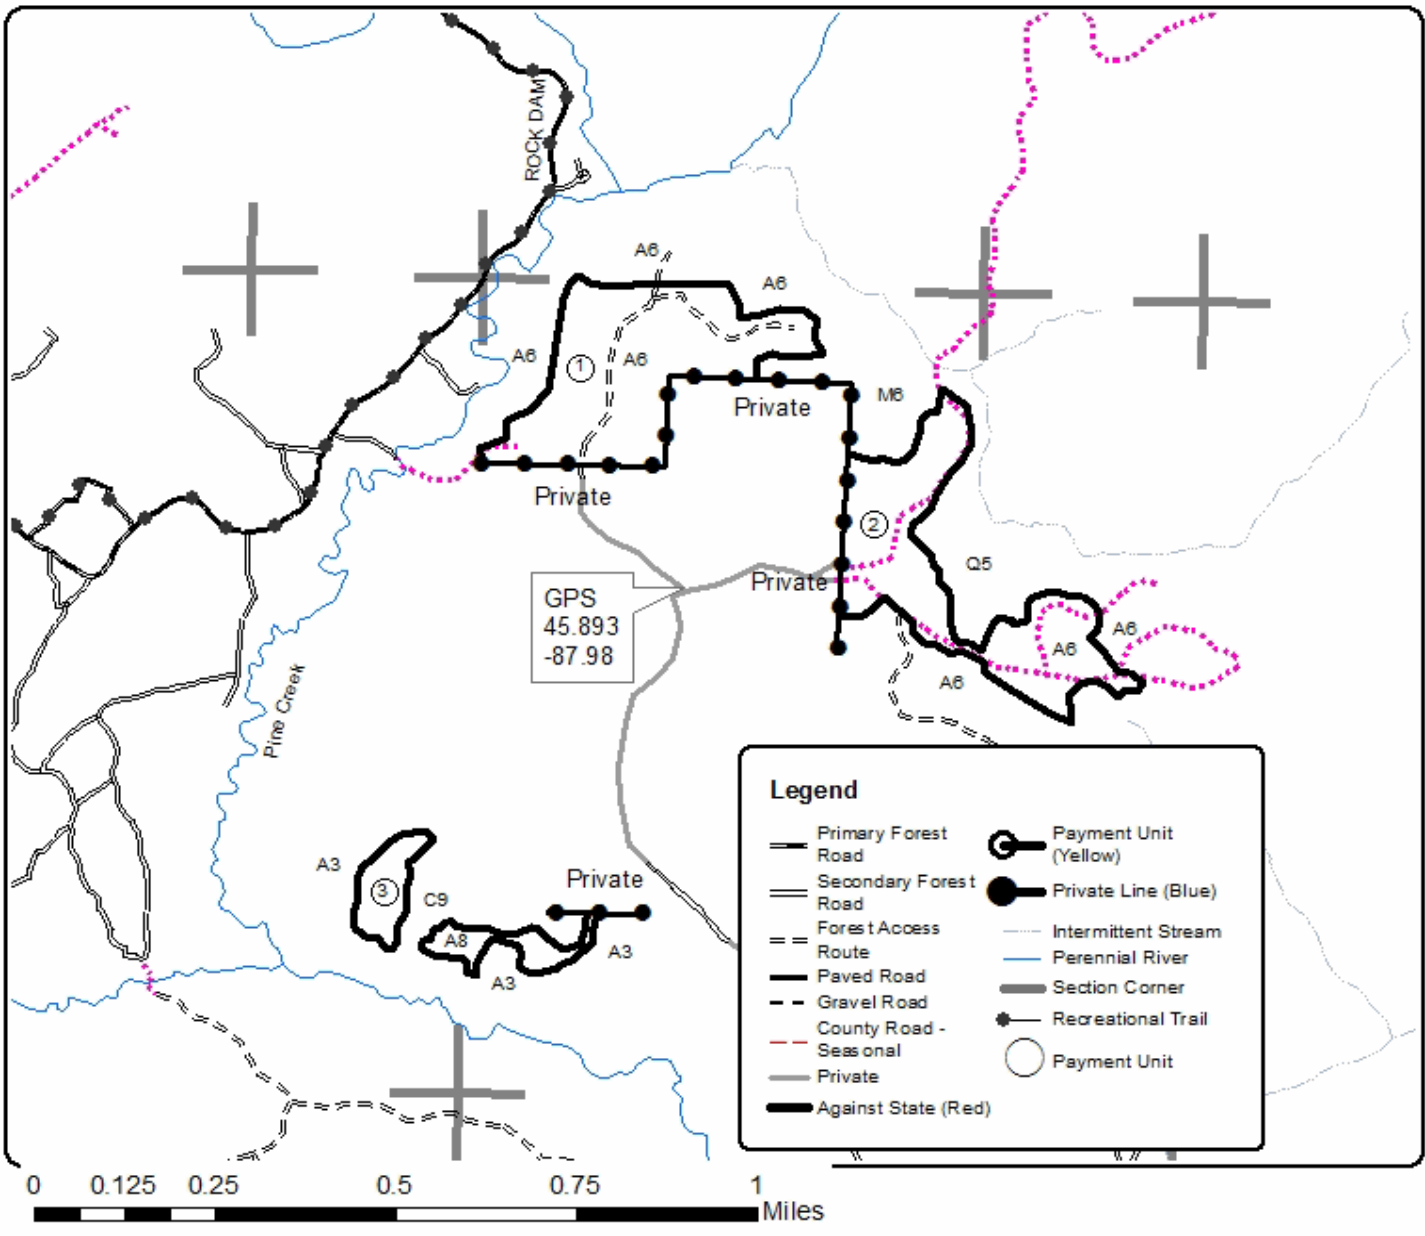 ROCK DAM
A6
A6
A6
1
A6
M6
Private
Private
2
Q5
Private
GPS
45.893
-87.98
A6
A6
A6
Pine Creek
A3
3
Private
C9
A8
A3
A3
Legend
Primary Forest
Road
Secondary Forest
Road
Forest Access
Route
Paved Road
Gravel Road
County Road -
Seasonal
Private
Against State (Red)
Payment Unit
(Yellow)
Private Line (Blue)
Intermittent Stream
Perennial River
Section Corner
Recreational Trail
Payment Unit
0 0.125 0.25 0.5 0.75 1
Miles